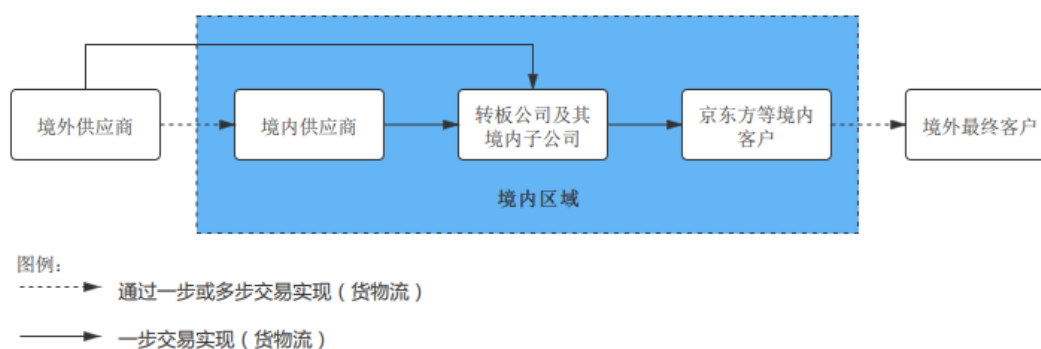 境外供应商
境内供应商
转板公司及其
境内子公司
京东方等境内
客户
境外最终客户
境内区域
图例：
通过一步或多步交易实现（货物流）
一步交易实现（货物流）